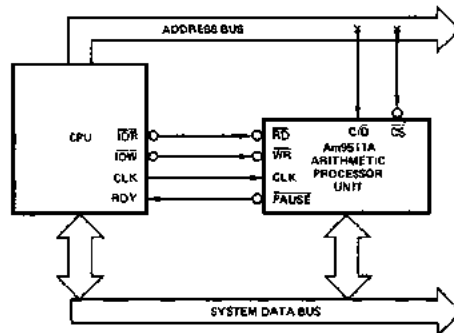 ADDRESS BUS
CPU
IOR
IOW
CLK
RDY
RD
WR
CLK
PAUSE
C/D
CS
Am9511A
ARITHMETIC
PROCESSOR
UNIT
SYSTEM DATA BUS